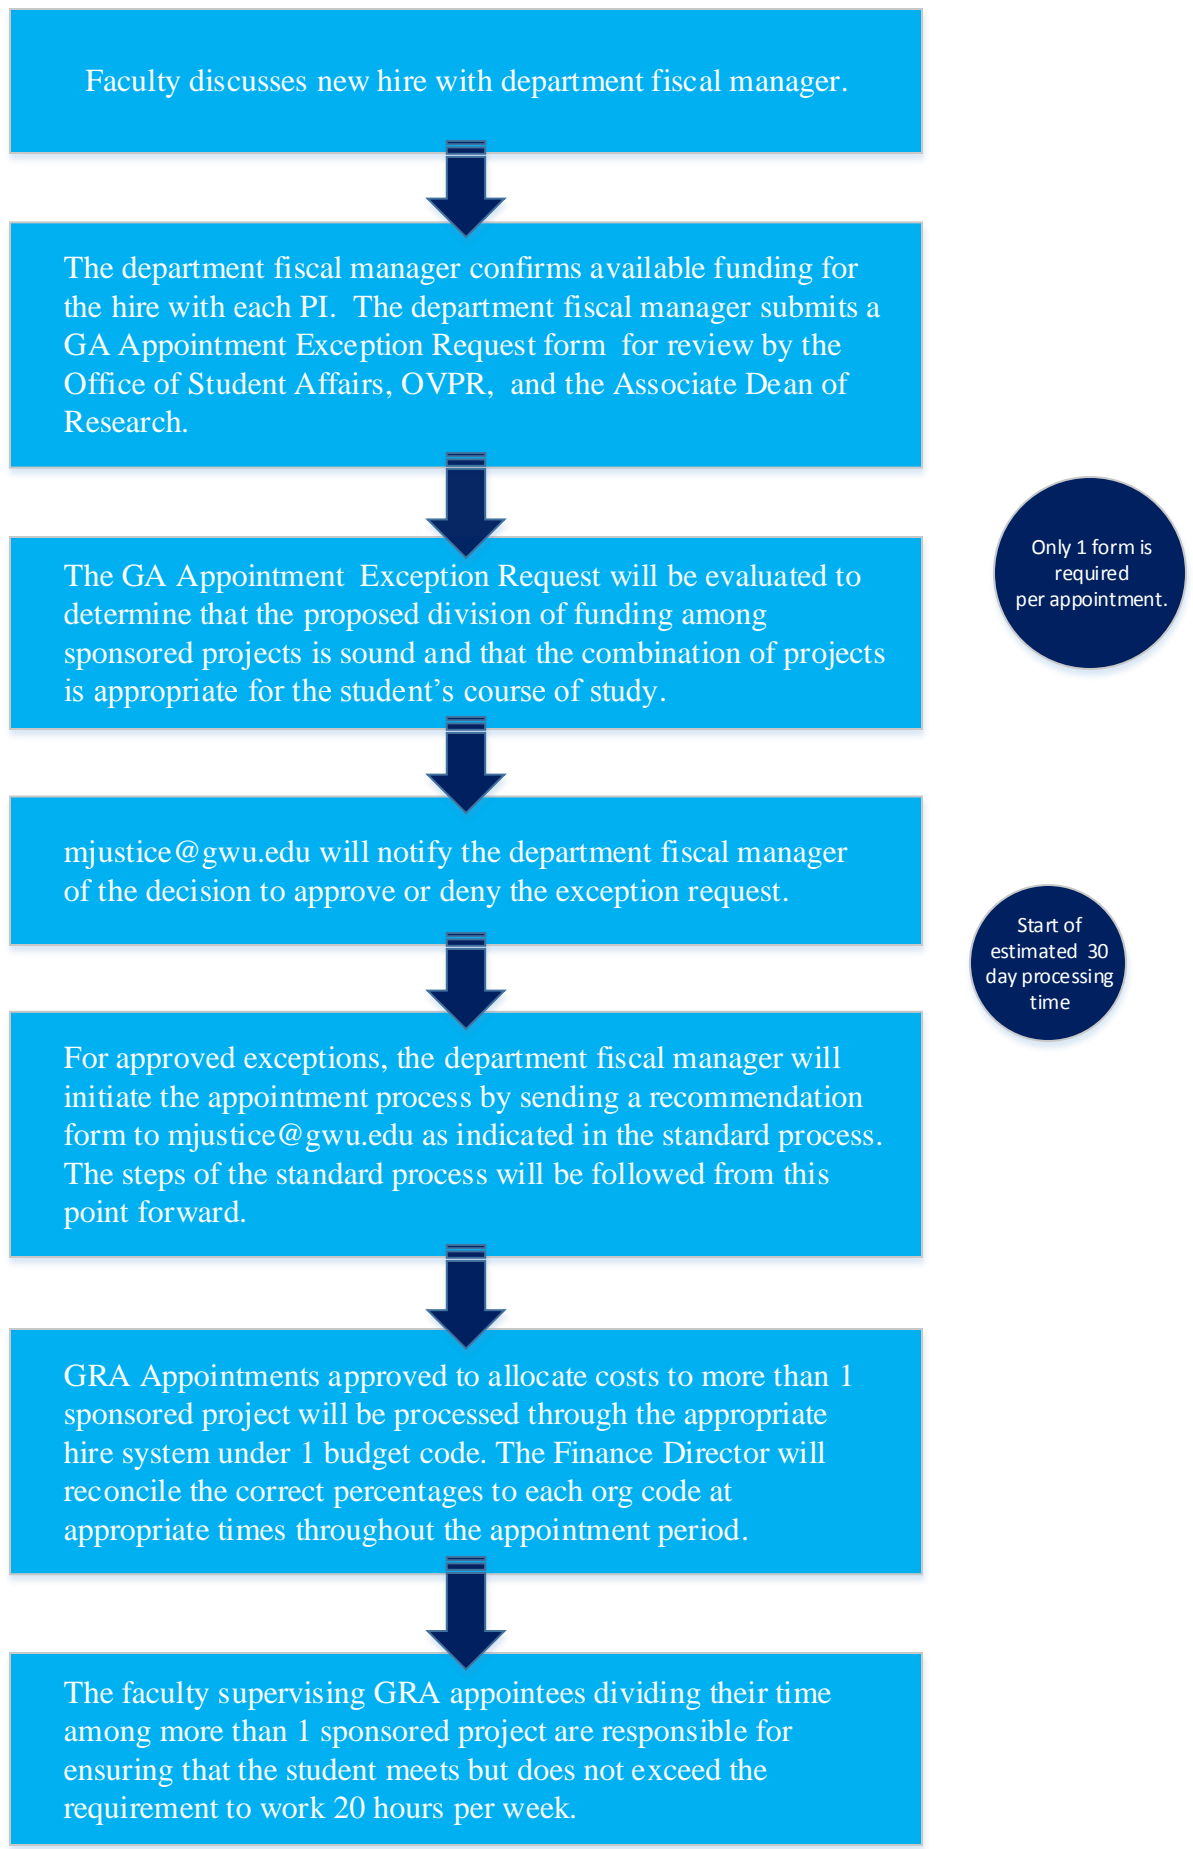 Faculty discusses new hire with department fiscal manager.
The department fiscal manager confirms available funding for
the hire with each PI.  The department fiscal manager submits a
GA Appointment Exception Request form  for review by the
Office of Student Affairs, OVPR,  and the Associate Dean of
Research.
Only 1 form is
required
per appointment.
The GA Appointment  Exception Request will be evaluated to
determine that the proposed division of funding among
sponsored projects is sound and that the combination of projects
is appropriate for the student’s course of study.
mjustice@gwu.edu will notify the department fiscal manager
of the decision to approve or deny the exception request.
Start of
estimated  30
day processing
time
For approved exceptions, the department fiscal manager will
initiate the appointment process by sending a recommendation
form to mjustice@gwu.edu as indicated in the standard process.
The steps of the standard process will be followed from this
point forward.
GRA Appointments approved to allocate costs to more than 1
sponsored project will be processed through the appropriate
hire system under 1 budget code. The Finance Director will
reconcile the correct percentages to each org code at
appropriate times throughout the appointment period.
The faculty supervising GRA appointees dividing their time
among more than 1 sponsored project are responsible for
ensuring that the student meets but does not exceed the
requirement to work 20 hours per week.